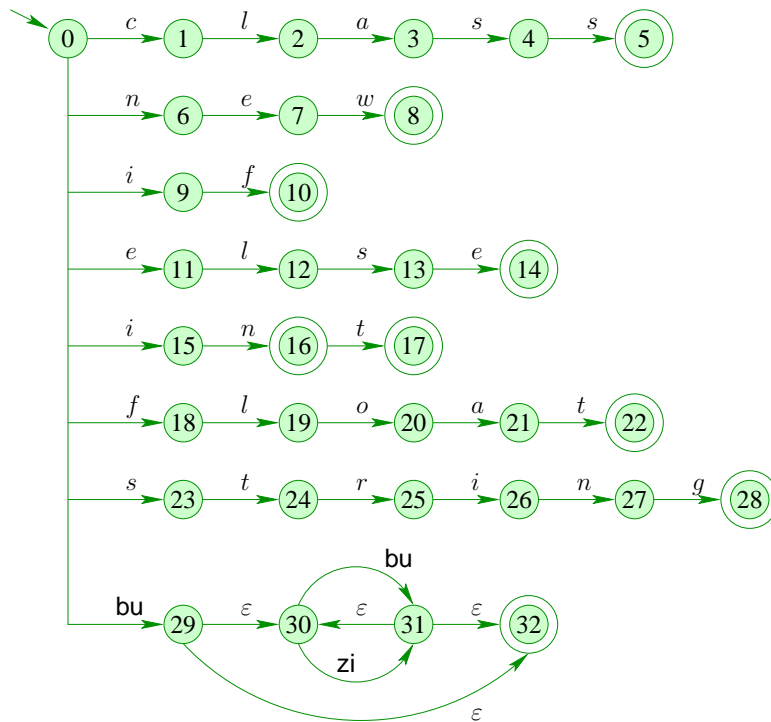 c l a s s
0 1 2 3 4 5
n e w
6 7 8
i f
9 10
e l s e
11 12 13 14
i n t
15 16 17
f l o a t
18 19 20 21 22
s t r i n g
23 24 25 26 27 28
bu
bu ε ε ε
29 30 31 32
zi
ε